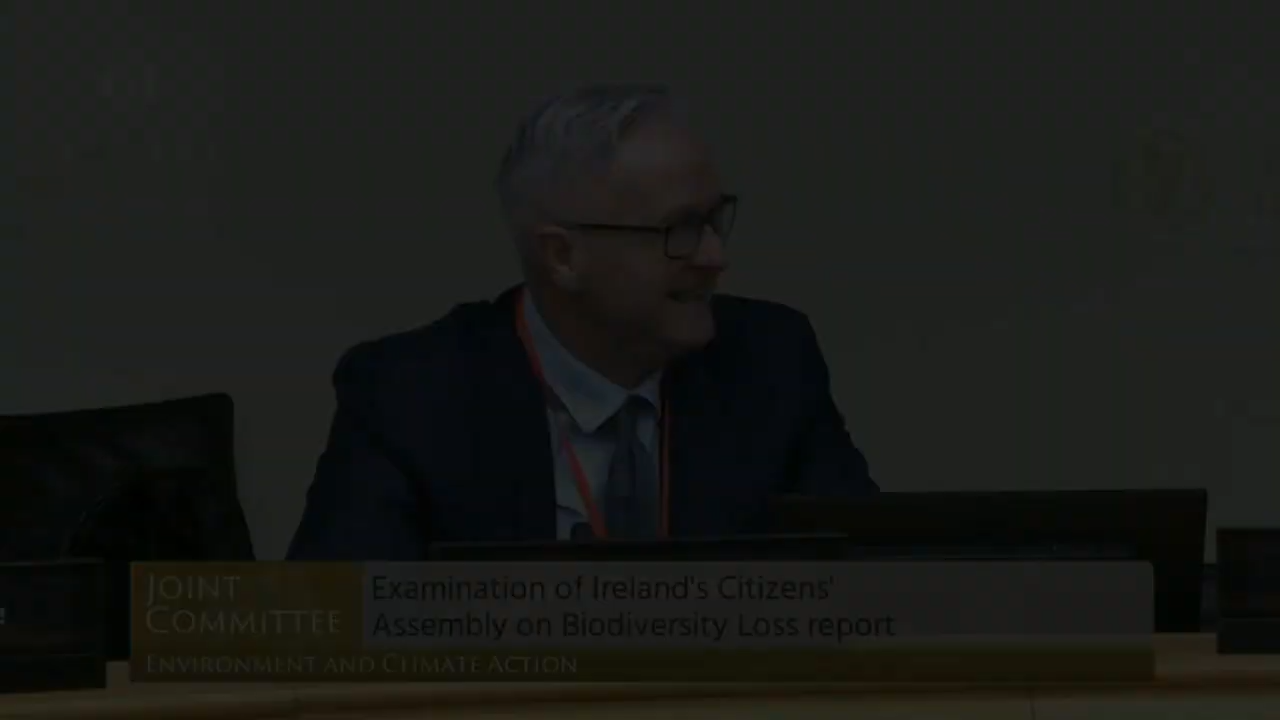 JOINT
COMMITTEE
Examination of Ireland's Citizens'
Assembly on Biodiversity Loss report
ENVIRONMENT AND CLIMATE ACTION